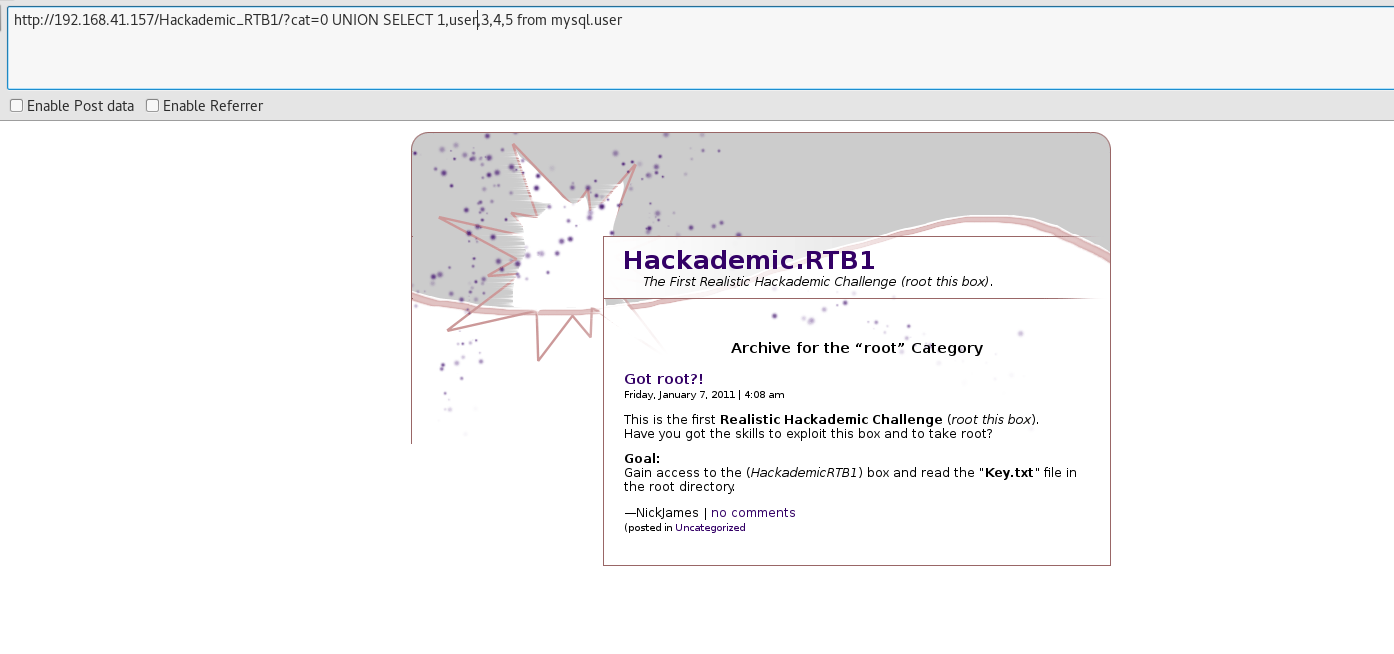 http://192.168.41.157/Hackademic_RTB1/?cat=0 UNION SELECT 1,user,3,4,5 from mysql.user
Enable Post data Enable Referrer
Hackademic.RTB1
The First Realistic Hackademic Challenge (root this box).
Archive for the “root” Category
Got root?!
Friday, January 7, 2011 | 4:08 am
This is the first Realistic Hackademic Challenge (root this box).
Have you got the skills to exploit this box and to take root?
Goal:
Gain access to the (HackademicRTB1) box and read the "Key.txt" file in
the root directory.
—NickJames | no comments
(posted in Uncategorized